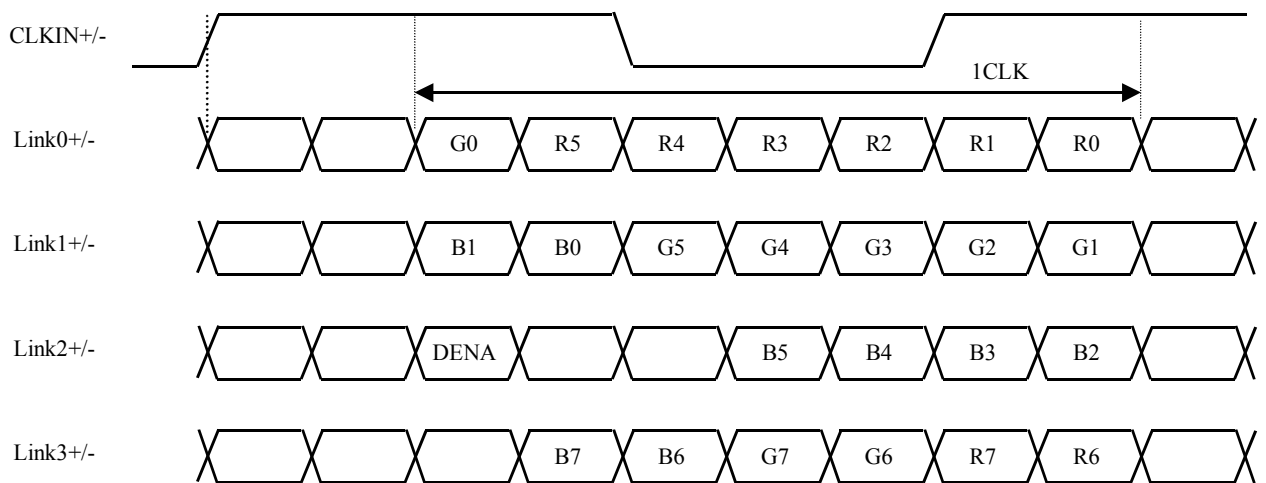 CLKIN+/-
1CLK
Link0+/- G0 R5 R4 R3 R2 R1 R0
Link1+/- B1 B0 G5 G4 G3 G2 G1
Link2+/- DENA B5 B4 B3 B2
Link3+/- B7 B6 G7 G6 R7 R6